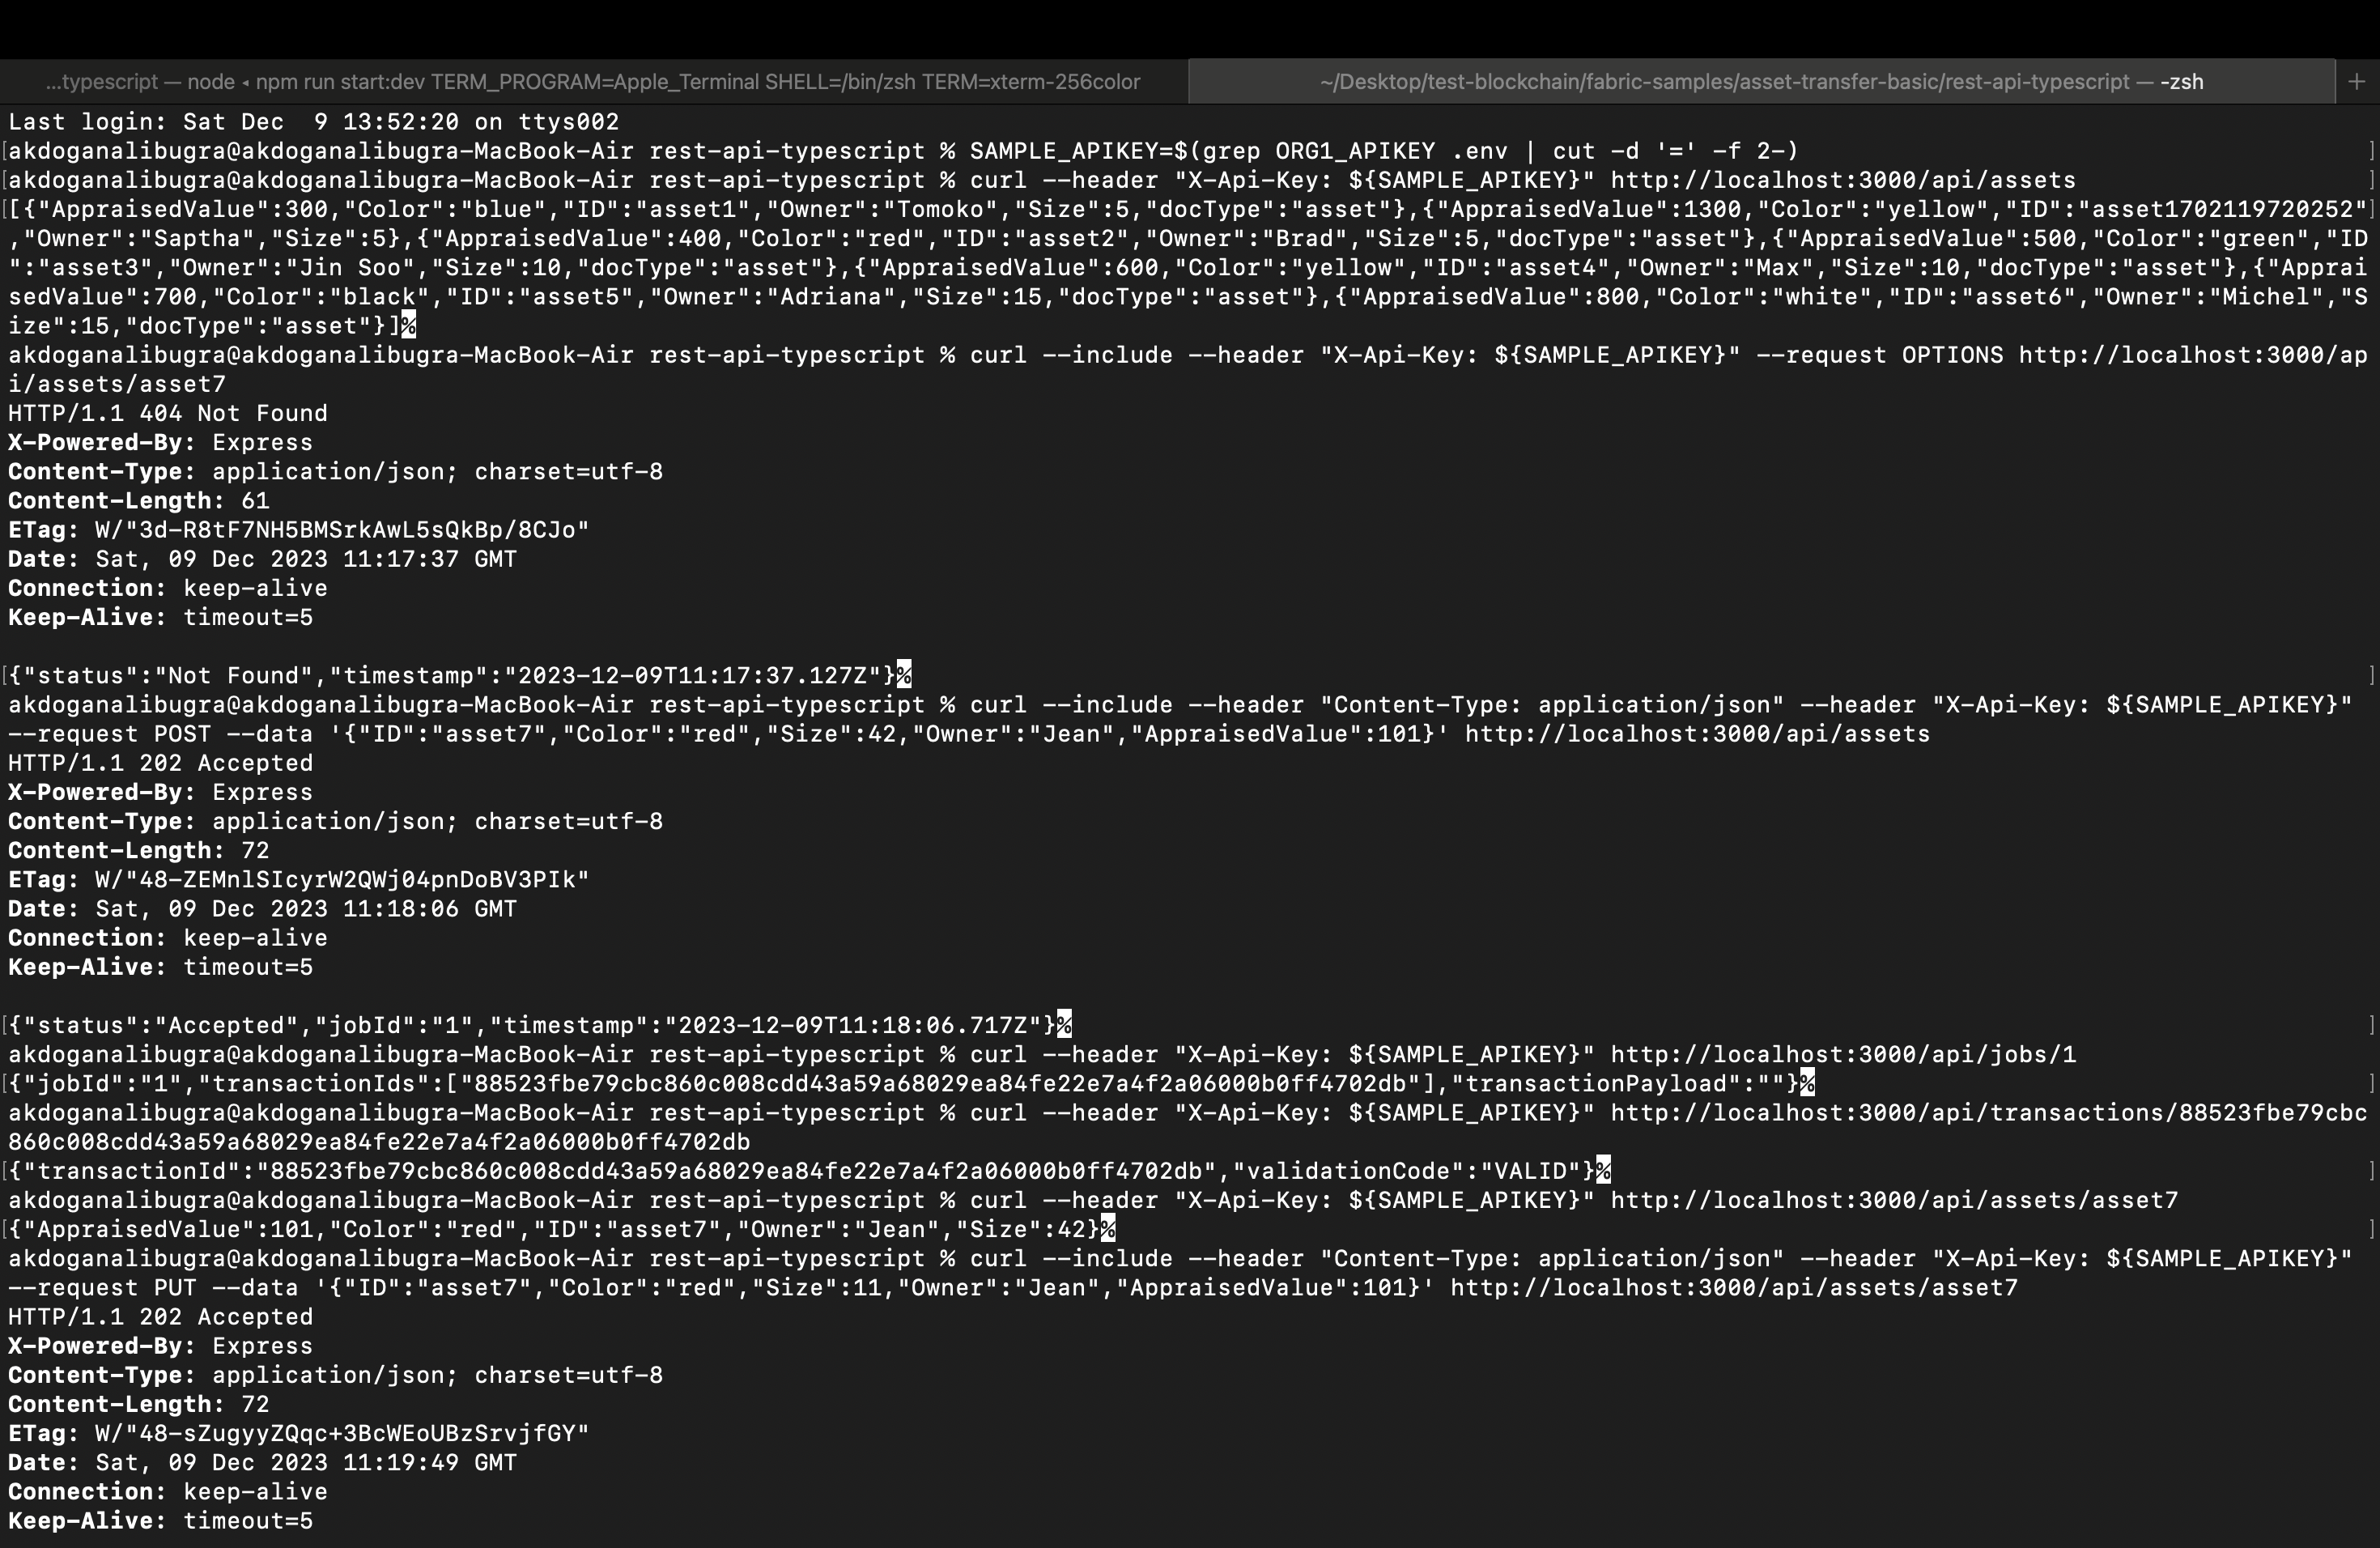 ...typescript — node ◂ npm run start:dev TERM_PROGRAM=Apple_Terminal SHELL=/bin/zsh TERM=xterm-256color
~/Desktop/test-blockchain/fabric-samples/asset-transfer-basic/rest-api-typescript — -zsh
+
Last login: Sat Dec  9 13:52:20 on ttys002
[akdoganalibugra@akdoganalibugra-MacBook-Air rest-api-typescript % SAMPLE_APIKEY=$(grep ORG1_APIKEY .env | cut -d '=' -f 2-) ]
[akdoganalibugra@akdoganalibugra-MacBook-Air rest-api-typescript % curl --header "X-Api-Key: ${SAMPLE_APIKEY}" http://localhost:3000/api/assets ]
[[{"AppraisedValue":300,"Color":"blue","ID":"asset1","Owner":"Tomoko","Size":5,"docType":"asset"},{"AppraisedValue":1300,"Color":"yellow","ID":"asset1702119720252"]
,"Owner":"Saptha","Size":5},{"AppraisedValue":400,"Color":"red","ID":"asset2","Owner":"Brad","Size":5,"docType":"asset"},{"AppraisedValue":500,"Color":"green","ID
":"asset3","Owner":"Jin Soo","Size":10,"docType":"asset"},{"AppraisedValue":600,"Color":"yellow","ID":"asset4","Owner":"Max","Size":10,"docType":"asset"},{"Apprai
sedValue":700,"Color":"black","ID":"asset5","Owner":"Adriana","Size":15,"docType":"asset"},{"AppraisedValue":800,"Color":"white","ID":"asset6","Owner":"Michel","S
ize":15,"docType":"asset"}]%
akdoganalibugra@akdoganalibugra-MacBook-Air rest-api-typescript % curl --include --header "X-Api-Key: ${SAMPLE_APIKEY}" --request OPTIONS http://localhost:3000/ap
i/assets/asset7
HTTP/1.1 404 Not Found
X-Powered-By: Express
Content-Type: application/json; charset=utf-8
Content-Length: 61
ETag: W/"3d-R8tF7NH5BMSrkAwL5sQkBp/8CJo"
Date: Sat, 09 Dec 2023 11:17:37 GMT
Connection: keep-alive
Keep-Alive: timeout=5
[{"status":"Not Found","timestamp":"2023-12-09T11:17:37.127Z"}% ]
akdoganalibugra@akdoganalibugra-MacBook-Air rest-api-typescript % curl --include --header "Content-Type: application/json" --header "X-Api-Key: ${SAMPLE_APIKEY}"
--request POST --data '{"ID":"asset7","Color":"red","Size":42,"Owner":"Jean","AppraisedValue":101}' http://localhost:3000/api/assets
HTTP/1.1 202 Accepted
X-Powered-By: Express
Content-Type: application/json; charset=utf-8
Content-Length: 72
ETag: W/"48-ZEMnlSIcyrW2QWj04pnDoBV3PIk"
Date: Sat, 09 Dec 2023 11:18:06 GMT
Connection: keep-alive
Keep-Alive: timeout=5
[{"status":"Accepted","jobId":"1","timestamp":"2023-12-09T11:18:06.717Z"}% ]
akdoganalibugra@akdoganalibugra-MacBook-Air rest-api-typescript % curl --header "X-Api-Key: ${SAMPLE_APIKEY}" http://localhost:3000/api/jobs/1
[{"jobId":"1","transactionIds":["88523fbe79cbc860c008cdd43a59a68029ea84fe22e7a4f2a06000b0ff4702db"],"transactionPayload":""}% ]
akdoganalibugra@akdoganalibugra-MacBook-Air rest-api-typescript % curl --header "X-Api-Key: ${SAMPLE_APIKEY}" http://localhost:3000/api/transactions/88523fbe79cbc
860c008cdd43a59a68029ea84fe22e7a4f2a06000b0ff4702db
[{"transactionId":"88523fbe79cbc860c008cdd43a59a68029ea84fe22e7a4f2a06000b0ff4702db","validationCode":"VALID"}% ]
akdoganalibugra@akdoganalibugra-MacBook-Air rest-api-typescript % curl --header "X-Api-Key: ${SAMPLE_APIKEY}" http://localhost:3000/api/assets/asset7
[{"AppraisedValue":101,"Color":"red","ID":"asset7","Owner":"Jean","Size":42}% ]
akdoganalibugra@akdoganalibugra-MacBook-Air rest-api-typescript % curl --include --header "Content-Type: application/json" --header "X-Api-Key: ${SAMPLE_APIKEY}"
--request PUT --data '{"ID":"asset7","Color":"red","Size":11,"Owner":"Jean","AppraisedValue":101}' http://localhost:3000/api/assets/asset7
HTTP/1.1 202 Accepted
X-Powered-By: Express
Content-Type: application/json; charset=utf-8
Content-Length: 72
ETag: W/"48-sZugyyZQqc+3BcWEoUBzSrvjfGY"
Date: Sat, 09 Dec 2023 11:19:49 GMT
Connection: keep-alive
Keep-Alive: timeout=5